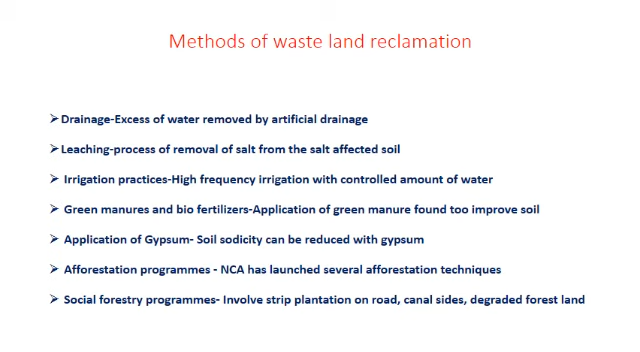 Methods of waste land reclamation
➢ Drainage-Excess of water removed by artificial drainage
➢ Leaching-process of removal of salt from the salt affected soil
➢ Irrigation practices-High frequency irrigation with controlled amount of water
➢ Green manures and bio fertilizers-Application of green manure found too improve soil
➢ Application of Gypsum- Soil sodicity can be reduced with gypsum
➢ Afforestation programmes - NCA has launched several afforestation techniques
➢ Social forestry programmes- Involve strip plantation on road, canal sides, degraded forest land